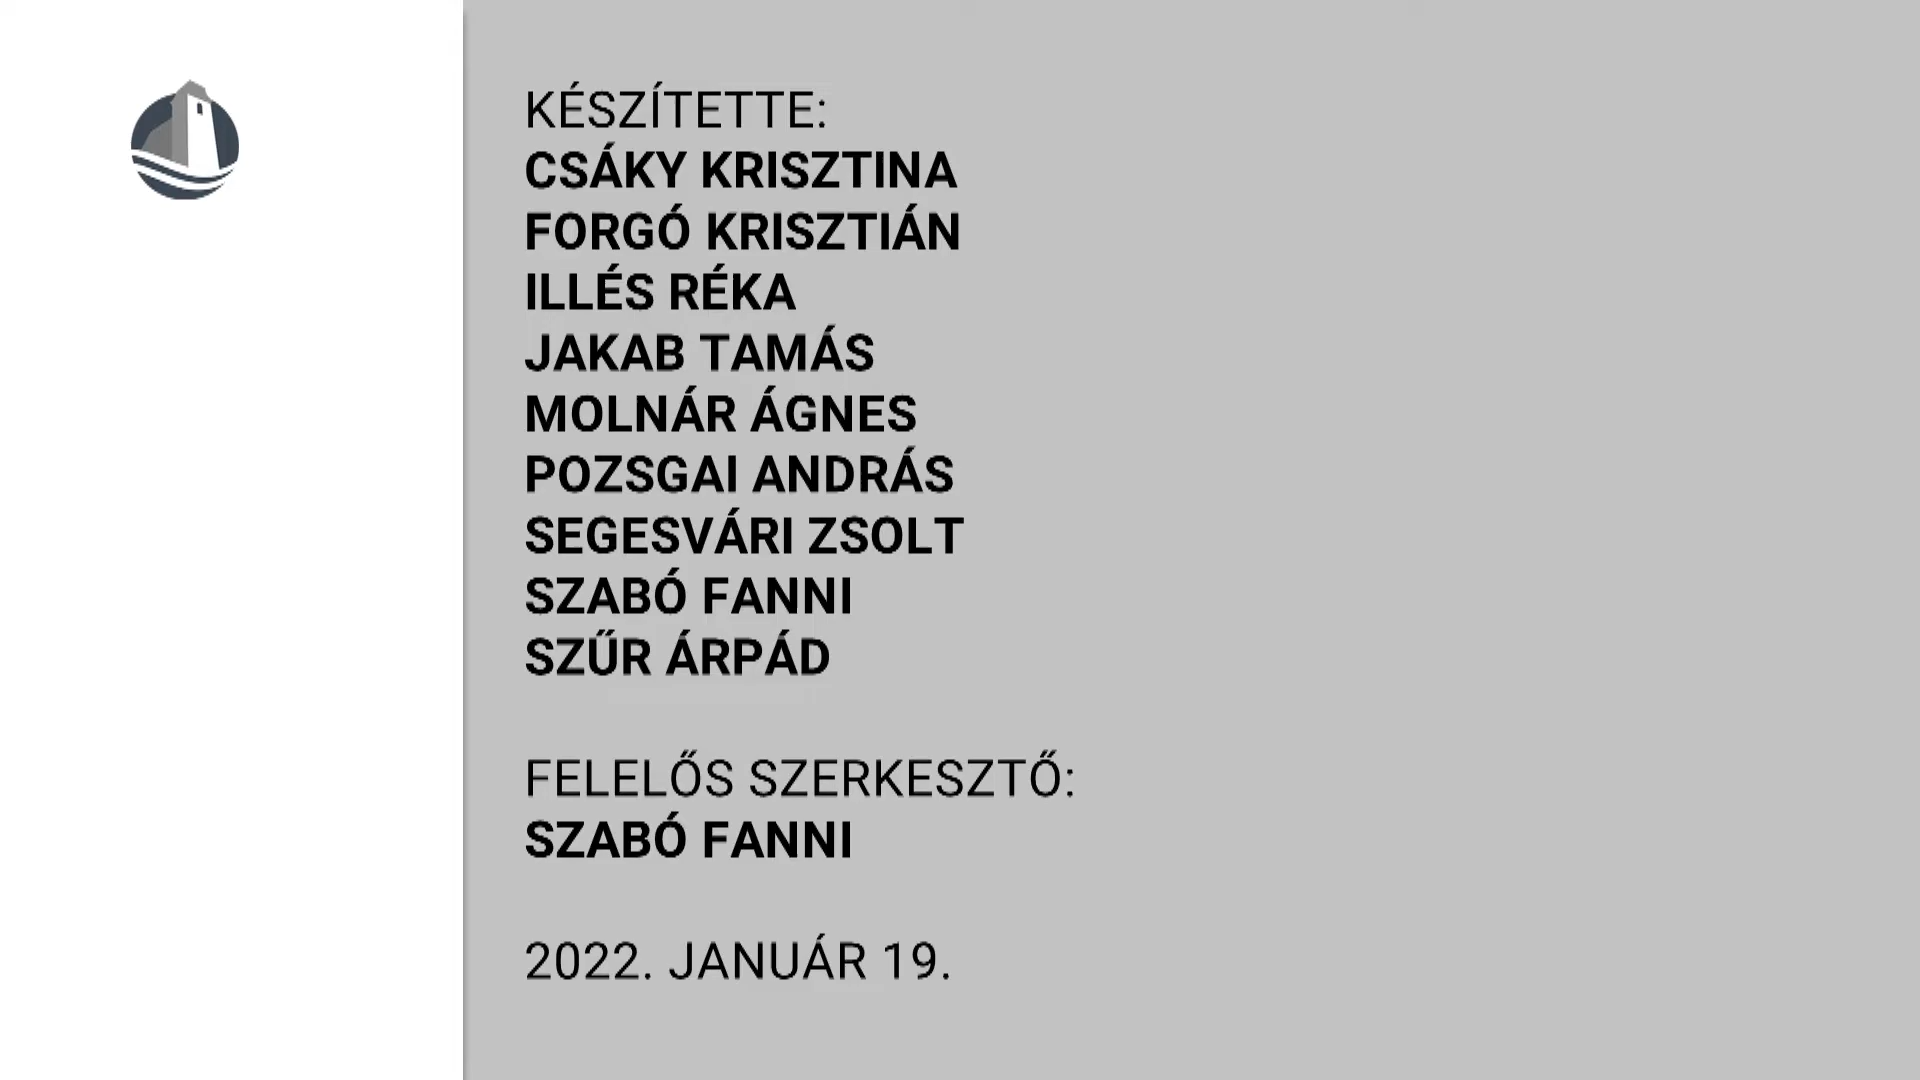 KÉSZÍTETTE:
CSÁKY KRISZTINA
FORGÓ KRISZTIÁN
ILLÉS RÉKA
JAKAB TAMÁS
MOLNÁR ÁGNES
POZSGAI ANDRÁS
SEGESVÁRI ZSOLT
SZABÓ FANNI
SZŰR ÁRPÁD
FELELŐS SZERKESZTŐ:
SZABÓ FANNI
2022. JANUÁR 19.